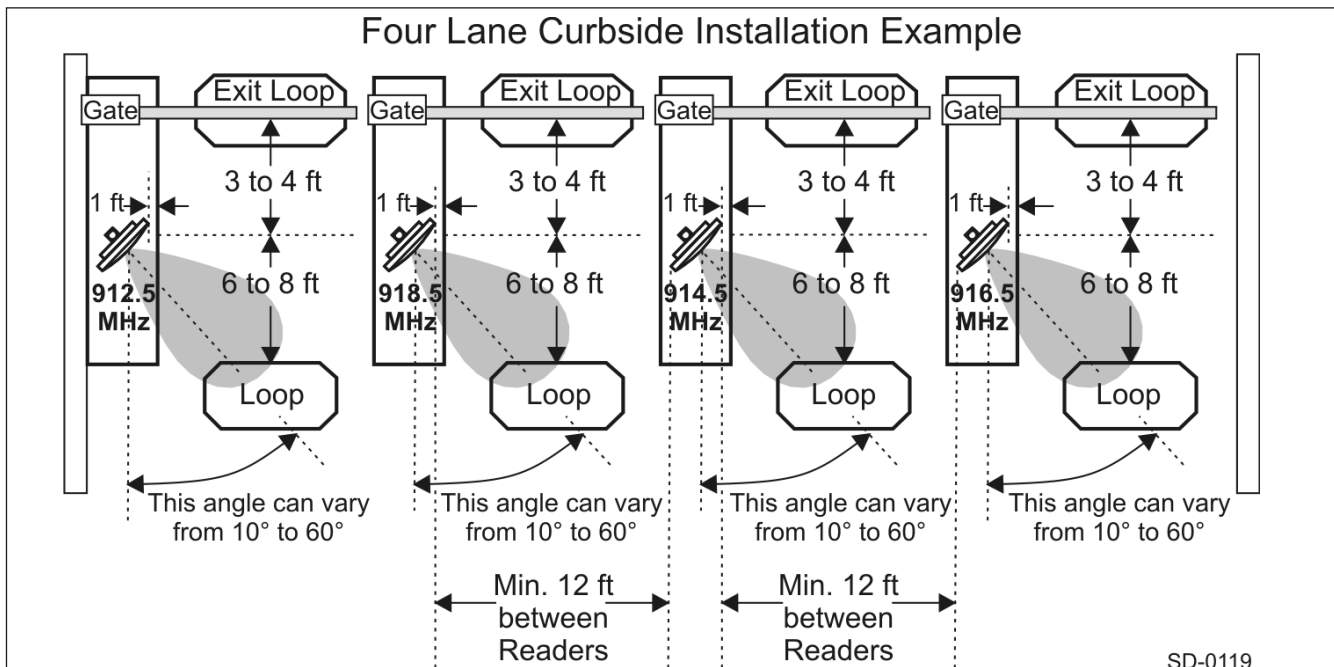 Four Lane Curbside Installation Example
Exit Loop
Exit Loop
Exit Loop
Exit Loop
Gate
Gate
Gate
Gate
3 to 4 ft
3 to 4 ft
3 to 4 ft
3 to 4 ft
1 ft
1 ft
1 ft
1 ft
6 to 8 ft
6 to 8 ft
6 to 8 ft
6 to 8 ft
912.5
MHz
918.5
MHz
914.5
MHz
916.5
MHz
Loop
Loop
Loop
Loop
This angle can vary
from 10° to 60°
This angle can vary
from 10° to 60°
This angle can vary
from 10° to 60°
This angle can vary
from 10° to 60°
Min. 12 ft
between
Readers
Min. 12 ft
between
Readers
SD-0119